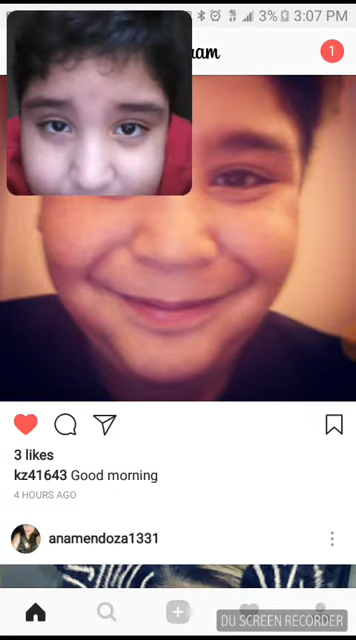 3% 3:07 PM
1
3 likes
kz41643 Good morning
4 HOURS AGO
anamendoza1331
DU SCREEN RECORDER